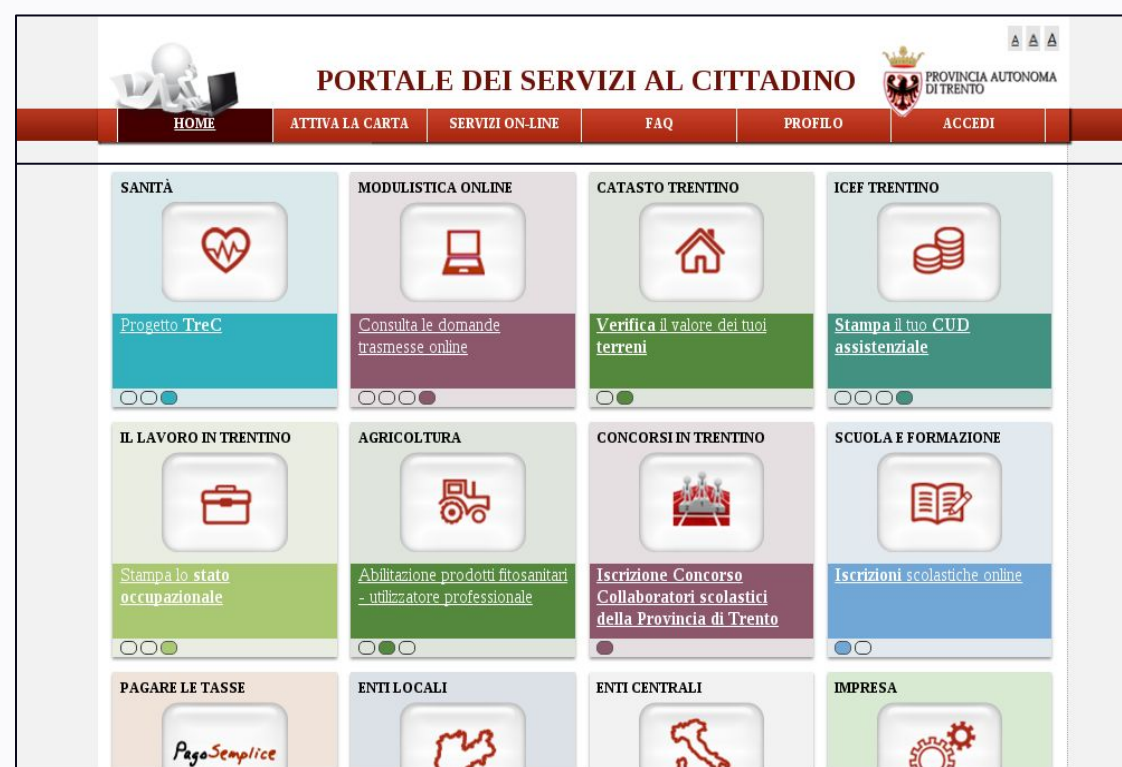 A A A
PORTALE DEI SERVIZI AL CITTADINO
PROVINCIA AUTONOMA
DI TRENTO
HOME ATTIVA LA CARTA SERVIZI ON-LINE FAQ PROFILO ACCEDI
SANITÀ
Progetto TreC
MODULISTICA ONLINE
Consulta le domande
trasmesse online
CATASTO TRENTINO
Verifica il valore dei tuoi
terreni
ICEF TRENTINO
Stampa il tuo CUD
assistenziale
IL LAVORO IN TRENTINO
Stampa lo stato
occupazionale
AGRICOLTURA
Abilitazione prodotti fitosanitari
- utilizzatore professionale
CONCORSI IN TRENTINO
Iscrizione Concorso
Collaboratori scolastici
della Provincia di Trento
SCUOLA E FORMAZIONE
Iscrizioni scolastiche online
PAGARE LE TASSE
PagoSemplice
ENTI LOCALI
ENTI CENTRALI
IMPRESA